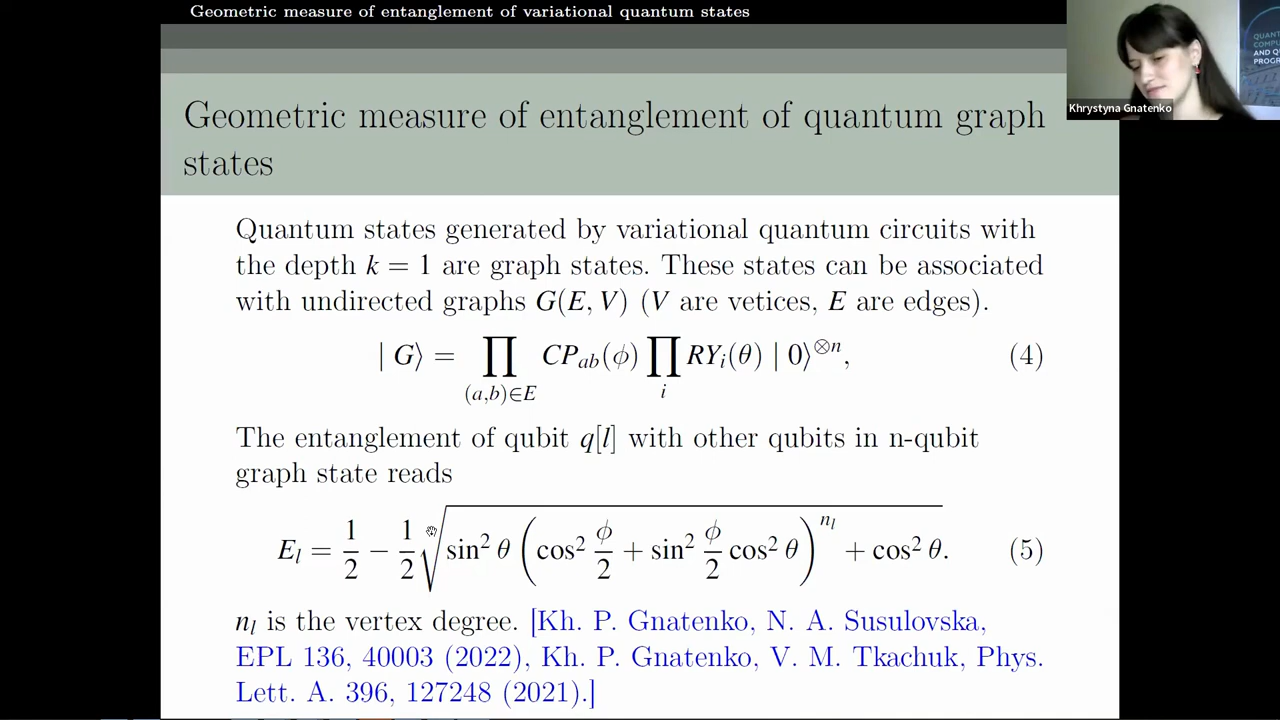 Geometric measure of entanglement of variational quantum states
QUANT
COMPU
AND QU
PROGR
Khrystyna Gnatenko
Geometric measure of entanglement of quantum graph
states
Quantum states generated by variational quantum circuits with
the depth k = 1 are graph states. These states can be associated
with undirected graphs G(E, V) (V are vetices, E are edges).
| G⟩ = ∏_{(a,b)∈E} CP_{ab}(ϕ) ∏_i RY_i(θ) | 0⟩^{⊗n}, (4)
The entanglement of qubit q[l] with other qubits in n-qubit
graph state reads
E_l = 1/2 − 1/2 √(sin² θ (cos² ϕ/2 + sin² ϕ/2 cos² θ)^{n_l} + cos² θ). (5)
n_l is the vertex degree. [Kh. P. Gnatenko, N. A. Susulovska,
EPL 136, 40003 (2022), Kh. P. Gnatenko, V. M. Tkachuk, Phys.
Lett. A. 396, 127248 (2021).]